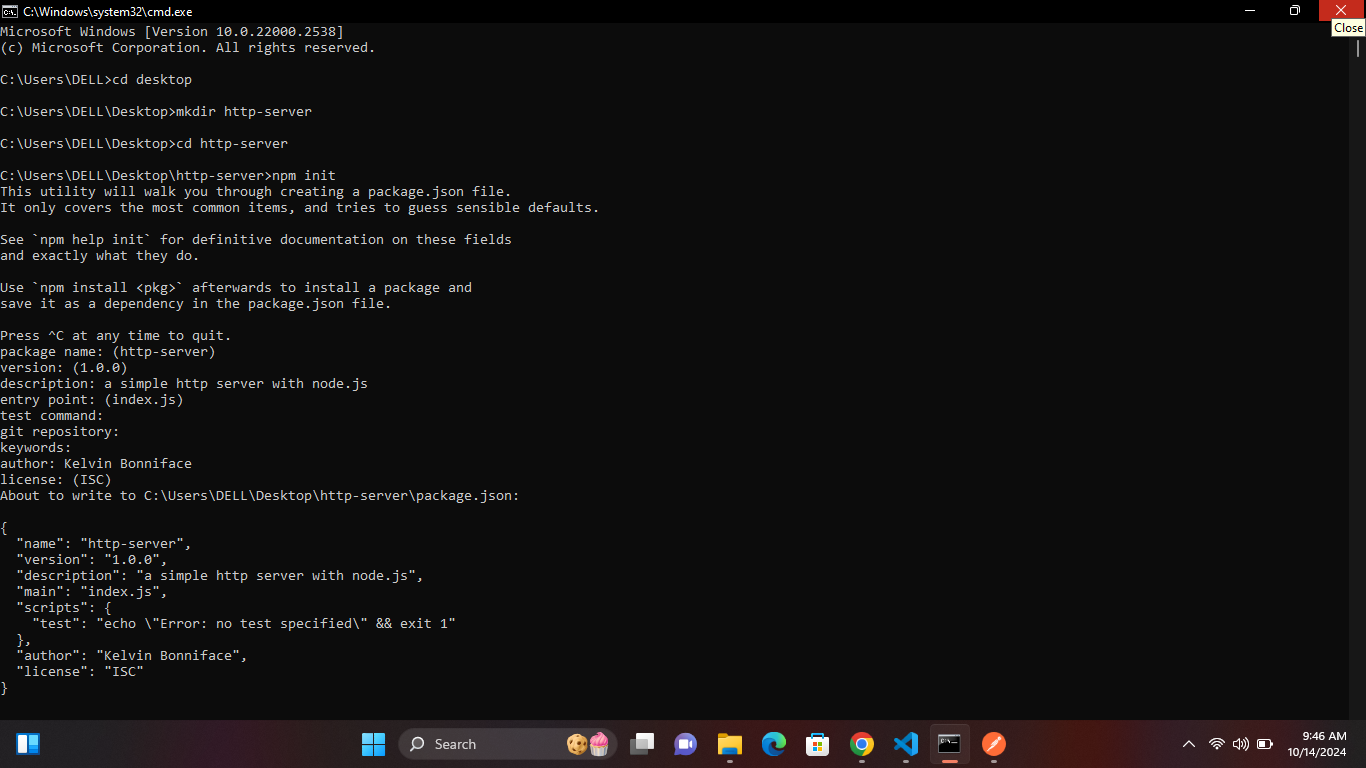 C:\Windows\system32\cmd.exe
Close
Microsoft Windows [Version 10.0.22000.2538]
(c) Microsoft Corporation. All rights reserved.
C:\Users\DELL>cd desktop
C:\Users\DELL\Desktop>mkdir http-server
C:\Users\DELL\Desktop>cd http-server
C:\Users\DELL\Desktop\http-server>npm init
This utility will walk you through creating a package.json file.
It only covers the most common items, and tries to guess sensible defaults.
See `npm help init` for definitive documentation on these fields
and exactly what they do.
Use `npm install <pkg>` afterwards to install a package and
save it as a dependency in the package.json file.
Press ^C at any time to quit.
package name: (http-server)
version: (1.0.0)
description: a simple http server with node.js
entry point: (index.js)
test command:
git repository:
keywords:
author: Kelvin Bonniface
license: (ISC)
About to write to C:\Users\DELL\Desktop\http-server\package.json:
{
  "name": "http-server",
  "version": "1.0.0",
  "description": "a simple http server with node.js",
  "main": "index.js",
  "scripts": {
    "test": "echo \"Error: no test specified\" && exit 1"
  },
  "author": "Kelvin Bonniface",
  "license": "ISC"
}
Search
9:46 AM
10/14/2024